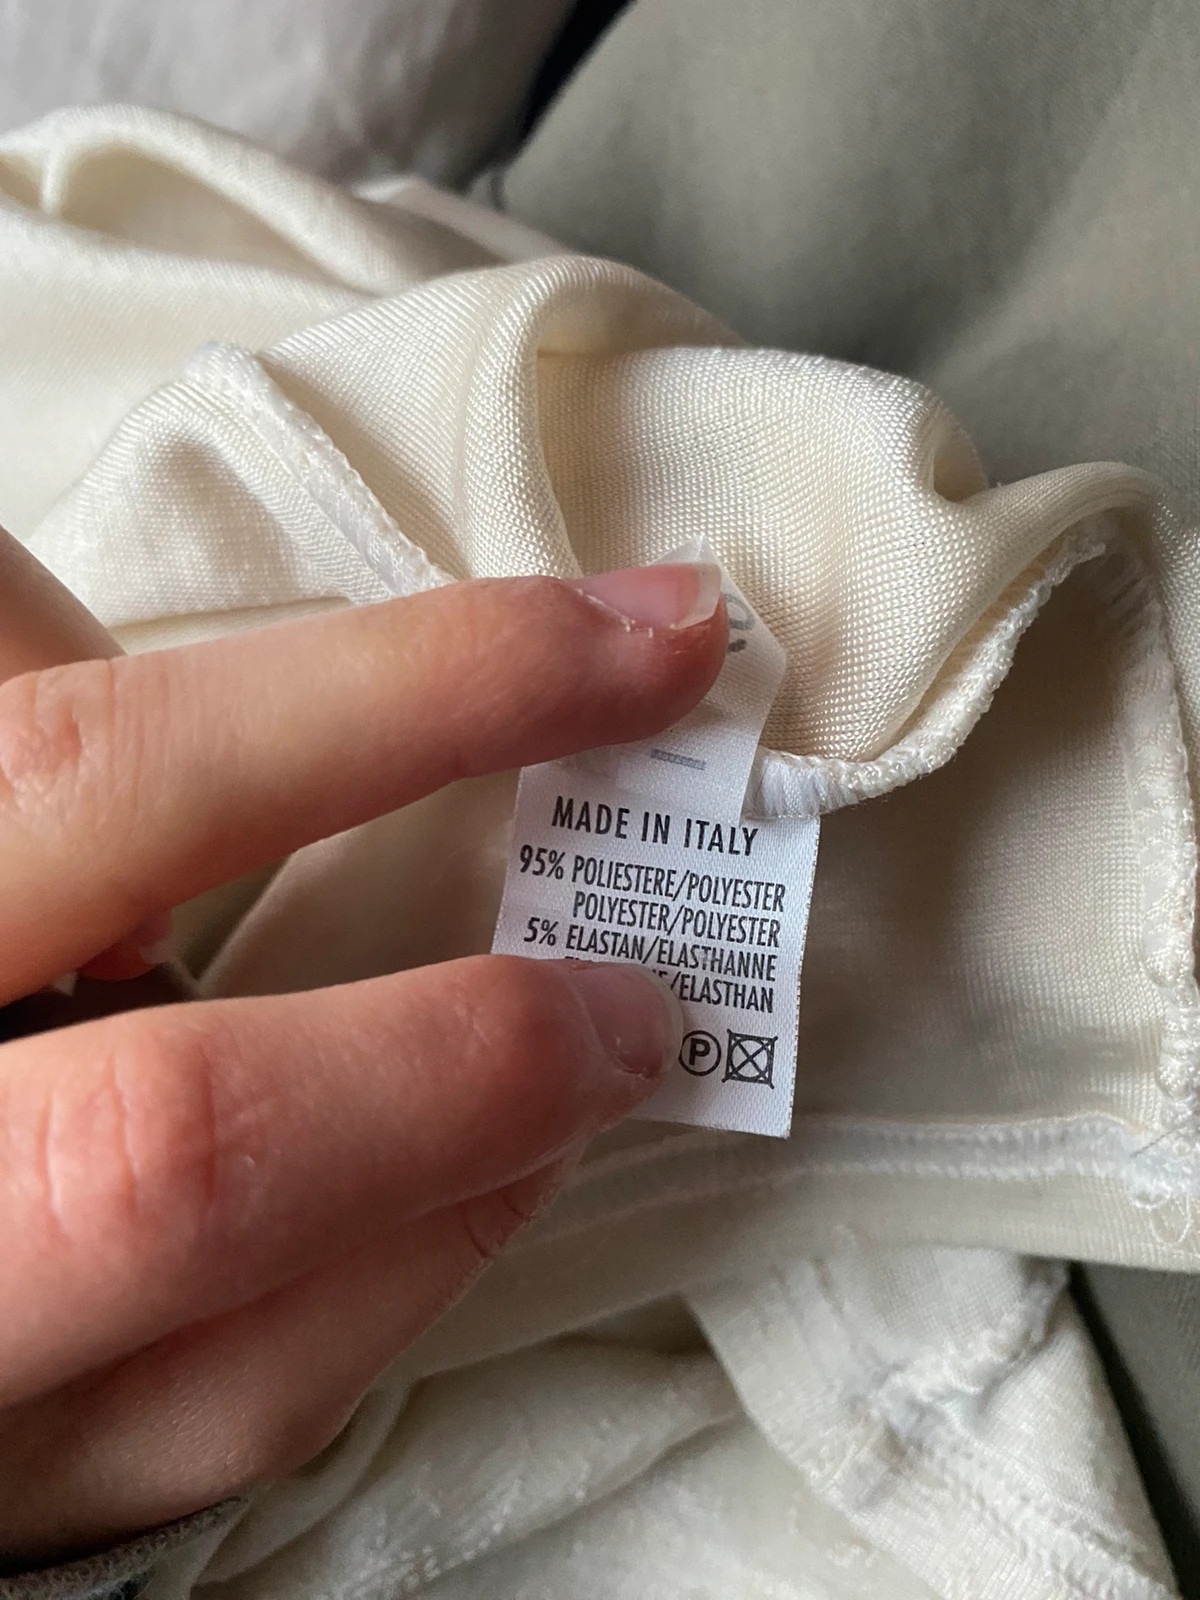 MADE IN ITALY
95% POLIESTERE/POLYESTER
POLYESTER/POLYESTER
5% ELASTAN/ELASTHANNE
/ELASTHAN
P